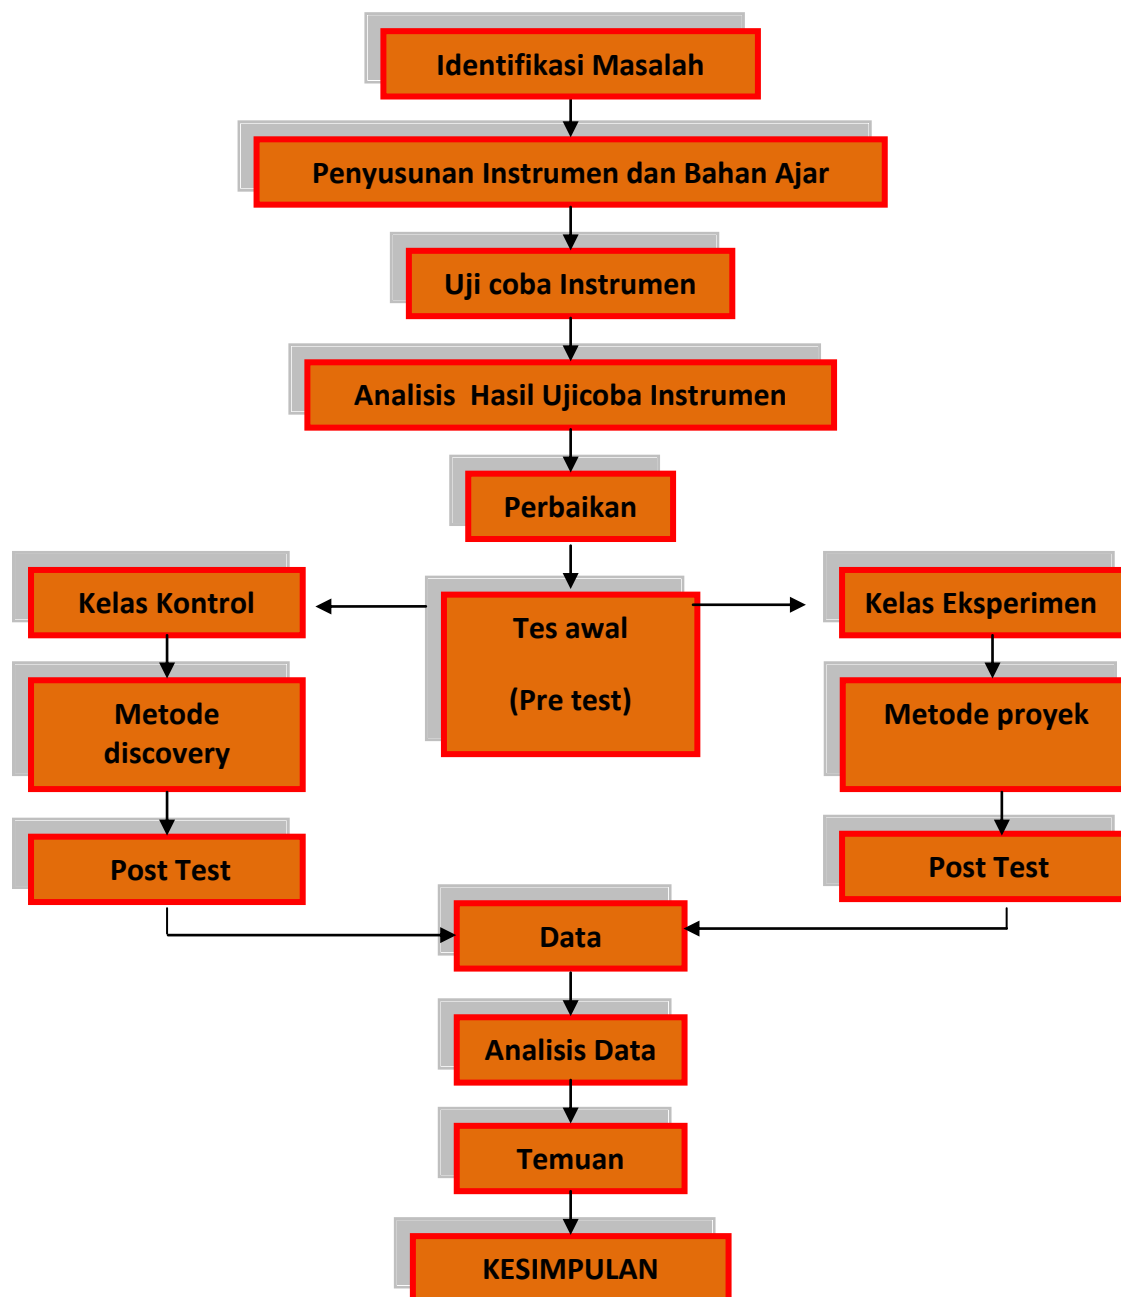 Identifikasi Masalah
Penyusunan Instrumen dan Bahan Ajar
Uji coba Instrumen
Analisis  Hasil Ujicoba Instrumen
Perbaikan
Kelas Kontrol
Tes awal
(Pre test)
Kelas Eksperimen
Metode
discovery
Metode proyek
Post Test
Post Test
Data
Analisis Data
Temuan
KESIMPULAN